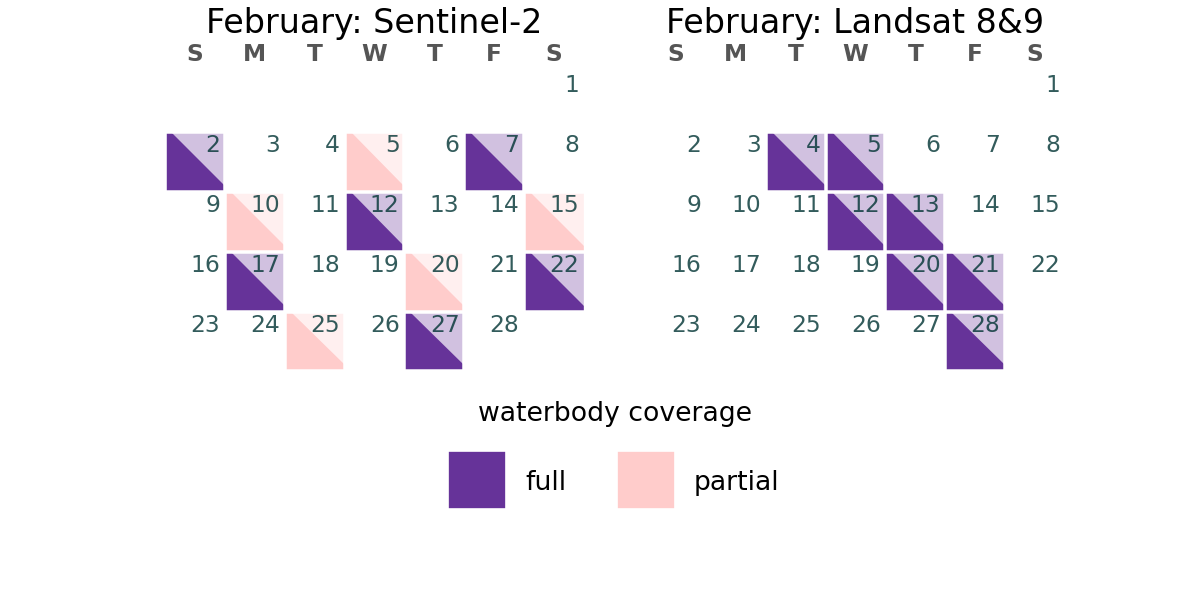 February: Sentinel-2
S M T W T F S
1
2 3 4 5 6 7 8
9 10 11 12 13 14 15
16 17 18 19 20 21 22
23 24 25 26 27 28
February: Landsat 8&9
S M T W T F S
1
2 3 4 5 6 7 8
9 10 11 12 13 14 15
16 17 18 19 20 21 22
23 24 25 26 27 28
waterbody coverage
full partial